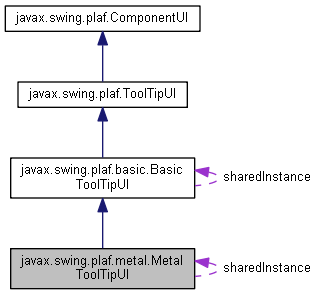 javax.swing.plaf.ComponentUI
javax.swing.plaf.ToolTipUI
javax.swing.plaf.basic.Basic
ToolTipUI
sharedInstance
javax.swing.plaf.metal.Metal
ToolTipUI
sharedInstance